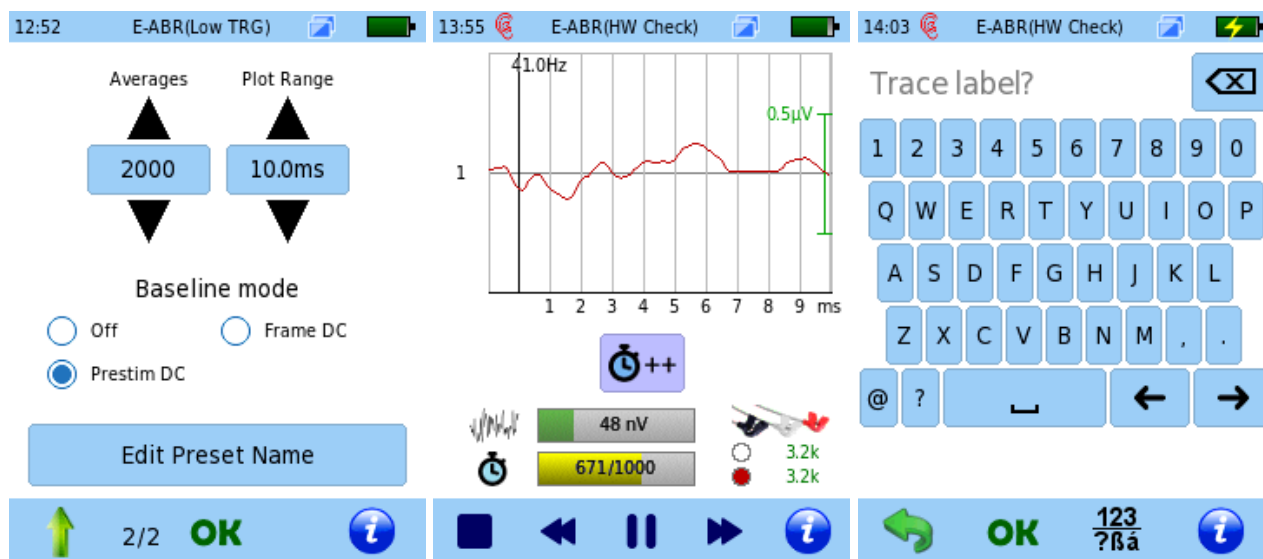 12:52 E-ABR(Low TRG)
Averages Plot Range
2000 10.0ms
Baseline mode
Off Frame DC
Prestim DC
Edit Preset Name
2/2 OK i
13:55 E-ABR(HW Check)
41.0Hz
0.5µV
1
1 2 3 4 5 6 7 8 9 ms
++
48 nV
3.2k
671/1000
3.2k
i
14:03 E-ABR(HW Check)
Trace label?
1 2 3 4 5 6 7 8 9 0
Q W E R T Y U I O P
A S D F G H J K L
Z X C V B N M , .
@ ?
OK 123 i
?ßá